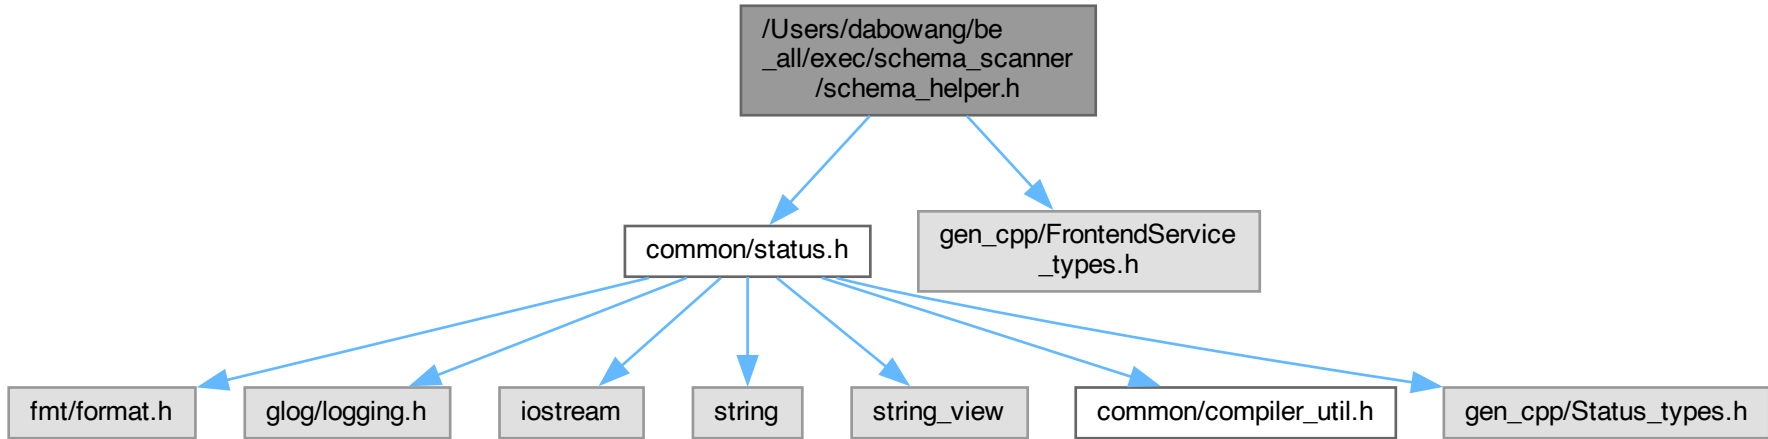 /Users/dabowang/be
_all/exec/schema_scanner
/schema_helper.h
common/status.h
gen_cpp/FrontendService
_types.h
fmt/format.h
glog/logging.h
iostream
string
string_view
common/compiler_util.h
gen_cpp/Status_types.h